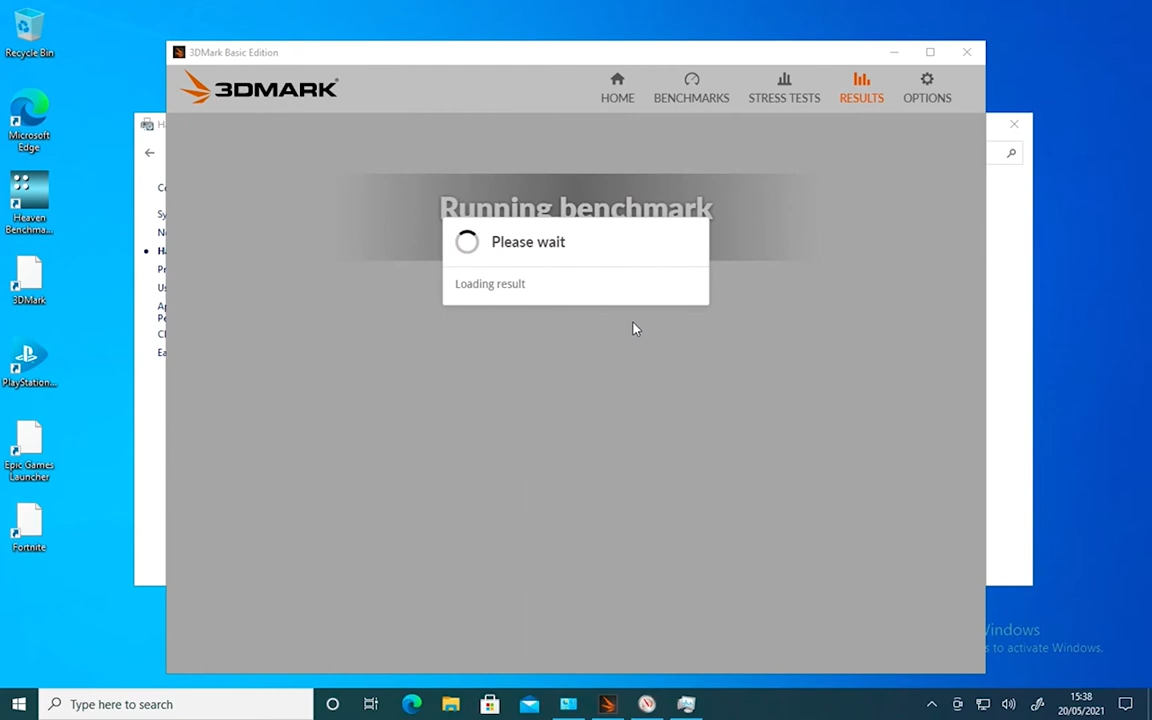 Recycle Bin
Microsoft
Edge
Heaven
Benchma...
3DMark
PlayStation...
Epic Games
Launcher
Fortnite
3DMark Basic Edition
3DMARK
HOME
BENCHMARKS
STRESS TESTS
RESULTS
OPTIONS
Running benchmark
Please wait
Loading result
Windows
s to activate Windows.
Type here to search
15:38
20/05/2021